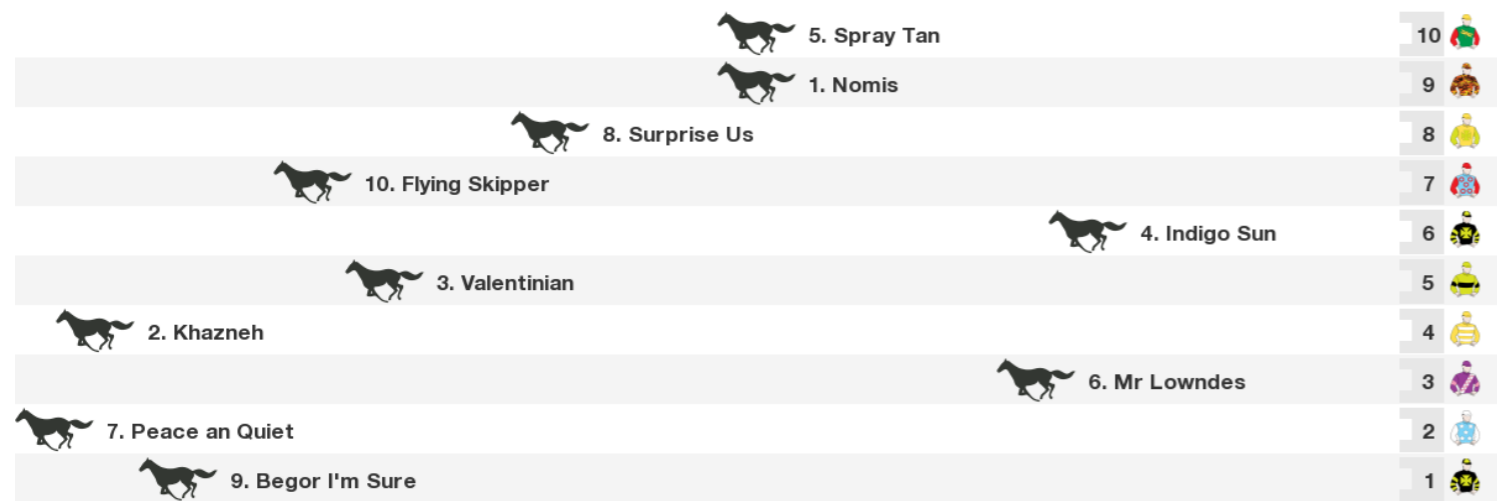 5. Spray Tan 10
1. Nomis 9
8. Surprise Us 8
10. Flying Skipper 7
4. Indigo Sun 6
3. Valentinian 5
2. Khazneh 4
6. Mr Lowndes 3
7. Peace an Quiet 2
9. Begor I'm Sure 1